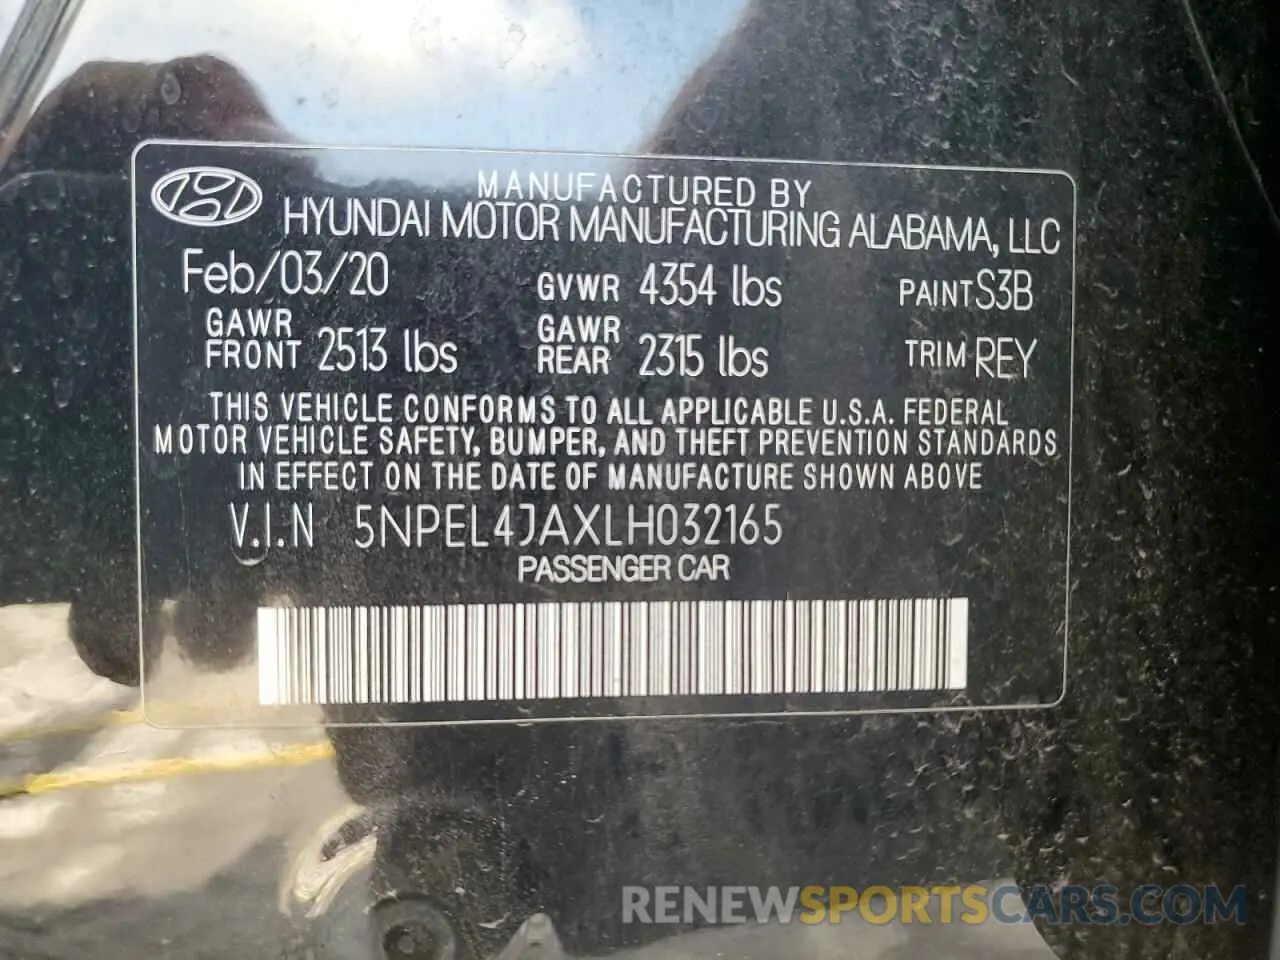 MANUFACTURED BY
HYUNDAI MOTOR MANUFACTURING ALABAMA, LLC
Feb/03/20 GVWR 4354 lbs PAINT S3B
GAWR FRONT 2513 lbs GAWR REAR 2315 lbs TRIM REY
THIS VEHICLE CONFORMS TO ALL APPLICABLE U.S.A. FEDERAL
MOTOR VEHICLE SAFETY, BUMPER, AND THEFT PREVENTION STANDARDS
IN EFFECT ON THE DATE OF MANUFACTURE SHOWN ABOVE
V.I.N 5NPEL4JAXLH032165
PASSENGER CAR
RENEWSPORTSCARS.COM